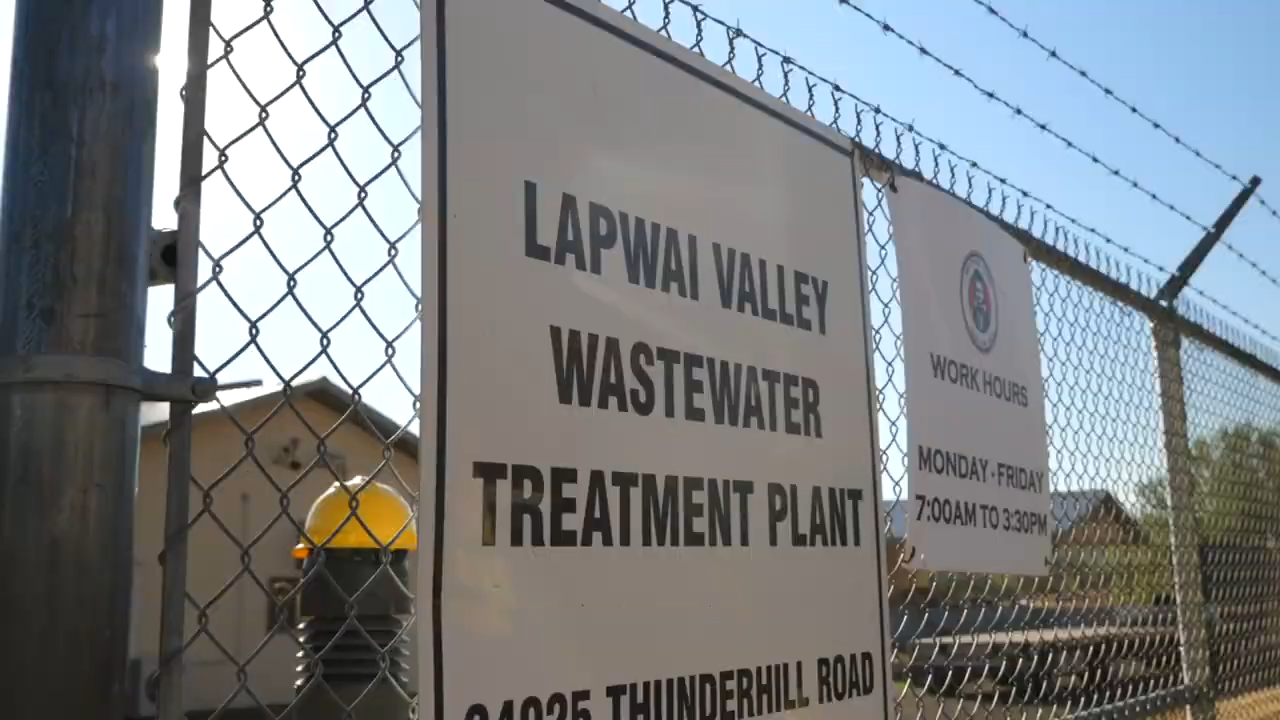 LAPWAI VALLEY
WASTEWATER
TREATMENT PLANT
THUNDERHILL ROAD
WORK HOURS
MONDAY - FRIDAY
7:00AM TO 3:30PM